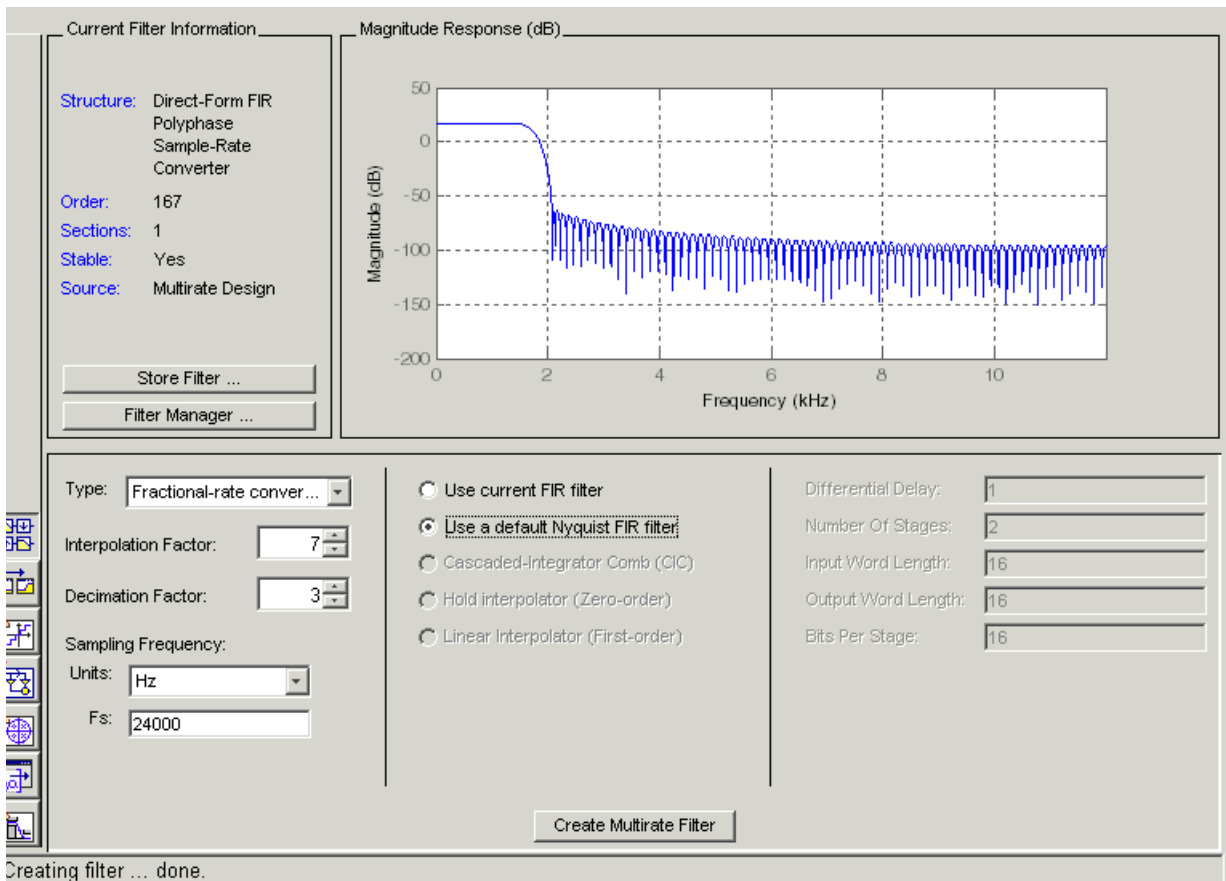 Current Filter Information
Structure: Direct-Form FIR
Polyphase
Sample-Rate
Converter
Order: 167
Sections: 1
Stable: Yes
Source: Multirate Design
Store Filter ...
Filter Manager ...
Magnitude Response (dB)
50
0
-50
-100
-150
-200
Magnitude (dB)
0 2 4 6 8 10
Frequency (kHz)
Type: Fractional-rate conver...
Interpolation Factor: 7
Decimation Factor: 3
Sampling Frequency:
Units: Hz
Fs: 24000
Use current FIR filter
Use a default Nyquist FIR filter
Cascaded-Integrator Comb (CIC)
Hold interpolator (Zero-order)
Linear Interpolator (First-order)
Differential Delay: 1
Number Of Stages: 2
Input Word Length: 16
Output Word Length: 16
Bits Per Stage: 16
Create Multirate Filter
Creating filter ... done.